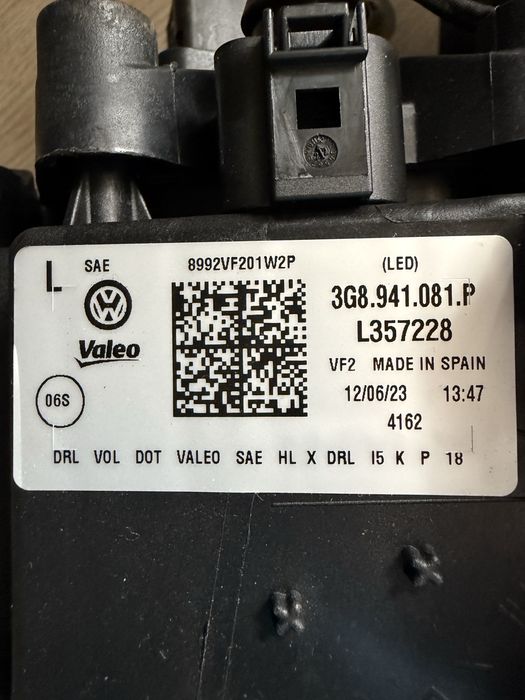 L SAE 8992VF201W2P (LED)
3G8.941.081.P
L357228
Valeo
VF2 MADE IN SPAIN
06S
12/06/23 13:47
4162
DRL VOL DOT VALEO SAE HL X DRL I5 K P 18